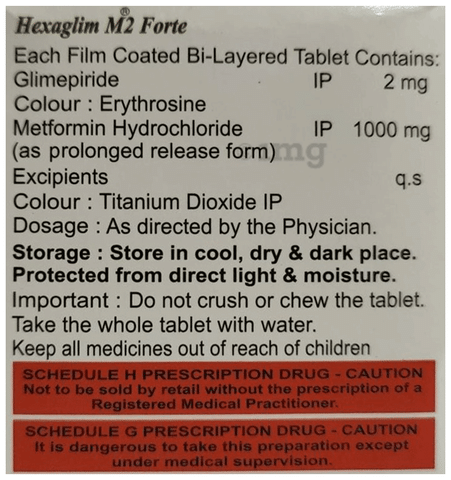 Hexaglim M2® Forte
Each Film Coated Bi-Layered Tablet Contains:
Glimepiride IP 2 mg
Colour : Erythrosine
Metformin Hydrochloride IP 1000 mg
(as prolonged release form)
Excipients q.s
Colour : Titanium Dioxide IP
Dosage : As directed by the Physician.
Storage : Store in cool, dry & dark place.
Protected from direct light & moisture.
Important : Do not crush or chew the tablet.
Take the whole tablet with water.
Keep all medicines out of reach of children
SCHEDULE H PRESCRIPTION DRUG - CAUTION
Not to be sold by retail without the prescription of a
Registered Medical Practitioner.
SCHEDULE G PRESCRIPTION DRUG - CAUTION
It is dangerous to take this preparation except
under medical supervision.